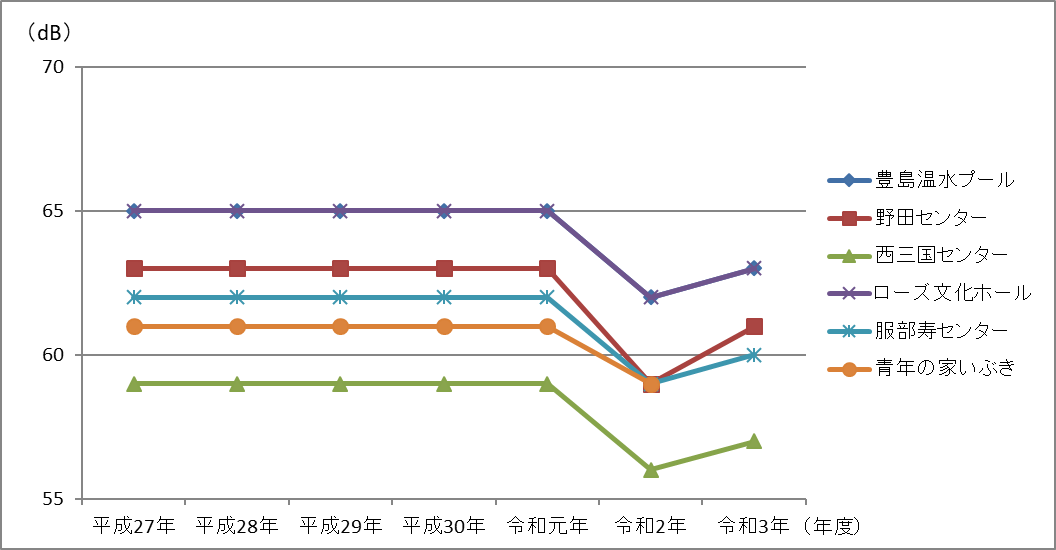 （dB）
70
65
60
55
平成27年 平成28年 平成29年 平成30年 令和元年 令和2年 令和3年（年度）
豊島温水プール
野田センター
西三国センター
ローズ文化ホール
服部寿センター
青年の家いぶき